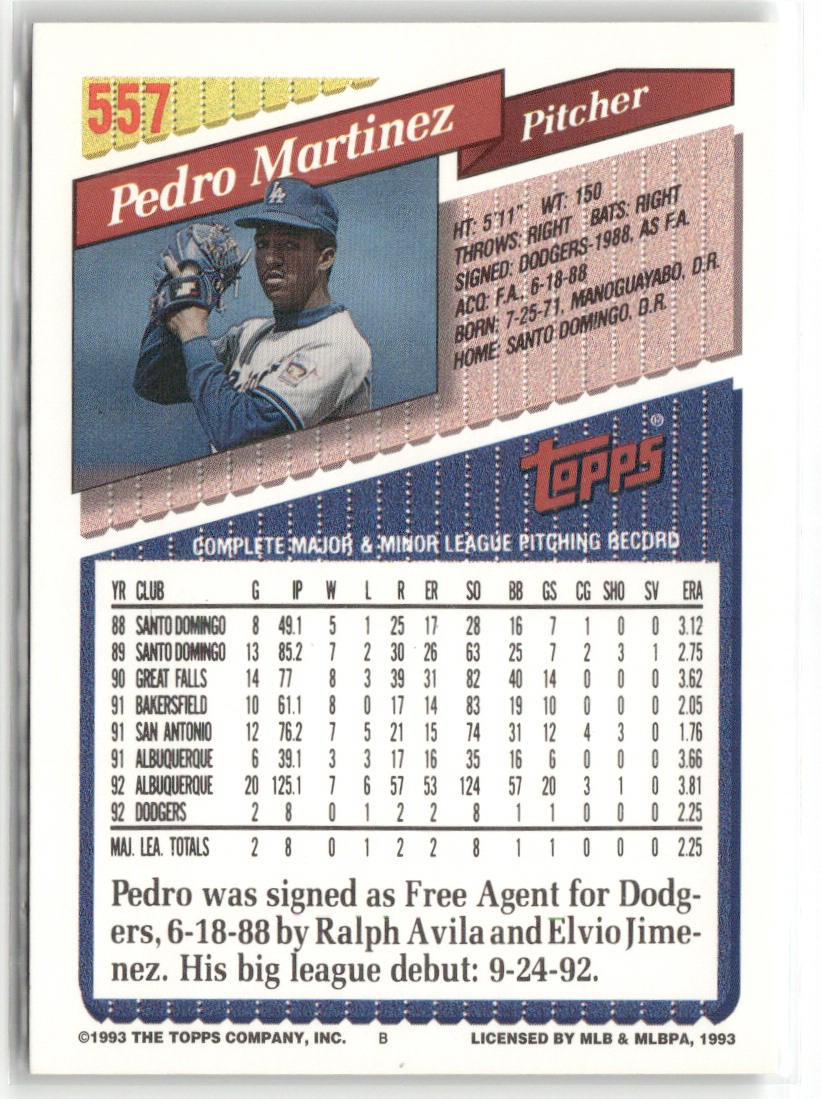 557
Pedro Martinez
Pitcher
LA
HT: 5'11" WT: 150
THROWS: RIGHT BATS: RIGHT
SIGNED: DODGERS-1988, AS F.A.
ACQ: F.A., 6-18-88
BORN: 7-25-71, MANOGUAYABO, D.R.
HOME: SANTO DOMINGO, D.R.
Topps®
COMPLETE MAJOR & MINOR LEAGUE PITCHING RECORD
YR CLUB G IP W L R ER SO BB GS CG SHO SV ERA
88 SANTO DOMINGO 8 49.1 5 1 25 17 28 16 7 1 0 0 3.12
89 SANTO DOMINGO 13 85.2 7 2 30 26 63 25 7 2 3 1 2.75
90 GREAT FALLS 14 77 8 3 39 31 82 40 14 0 0 0 3.62
91 BAKERSFIELD 10 61.1 8 0 17 14 83 19 10 0 0 0 2.05
91 SAN ANTONIO 12 76.2 7 5 21 15 74 31 12 4 3 0 1.76
91 ALBUQUERQUE 6 39.1 3 3 17 16 35 16 6 0 0 0 3.66
92 ALBUQUERQUE 20 125.1 7 6 57 53 124 57 20 3 1 0 3.81
92 DODGERS 2 8 0 1 2 2 8 1 1 0 0 0 2.25
MAJ. LEA. TOTALS 2 8 0 1 2 2 8 1 1 0 0 0 2.25
Pedro was signed as Free Agent for Dodg-
ers, 6-18-88 by Ralph Avila and Elvio Jime-
nez. His big league debut: 9-24-92.
©1993 THE TOPPS COMPANY, INC. B LICENSED BY MLB & MLBPA, 1993